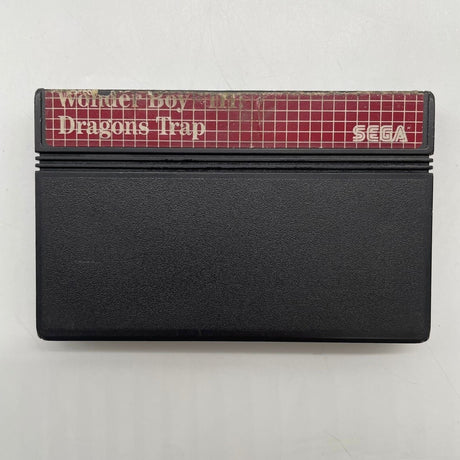 Wonder Boy
Dragons Trap
SEGA